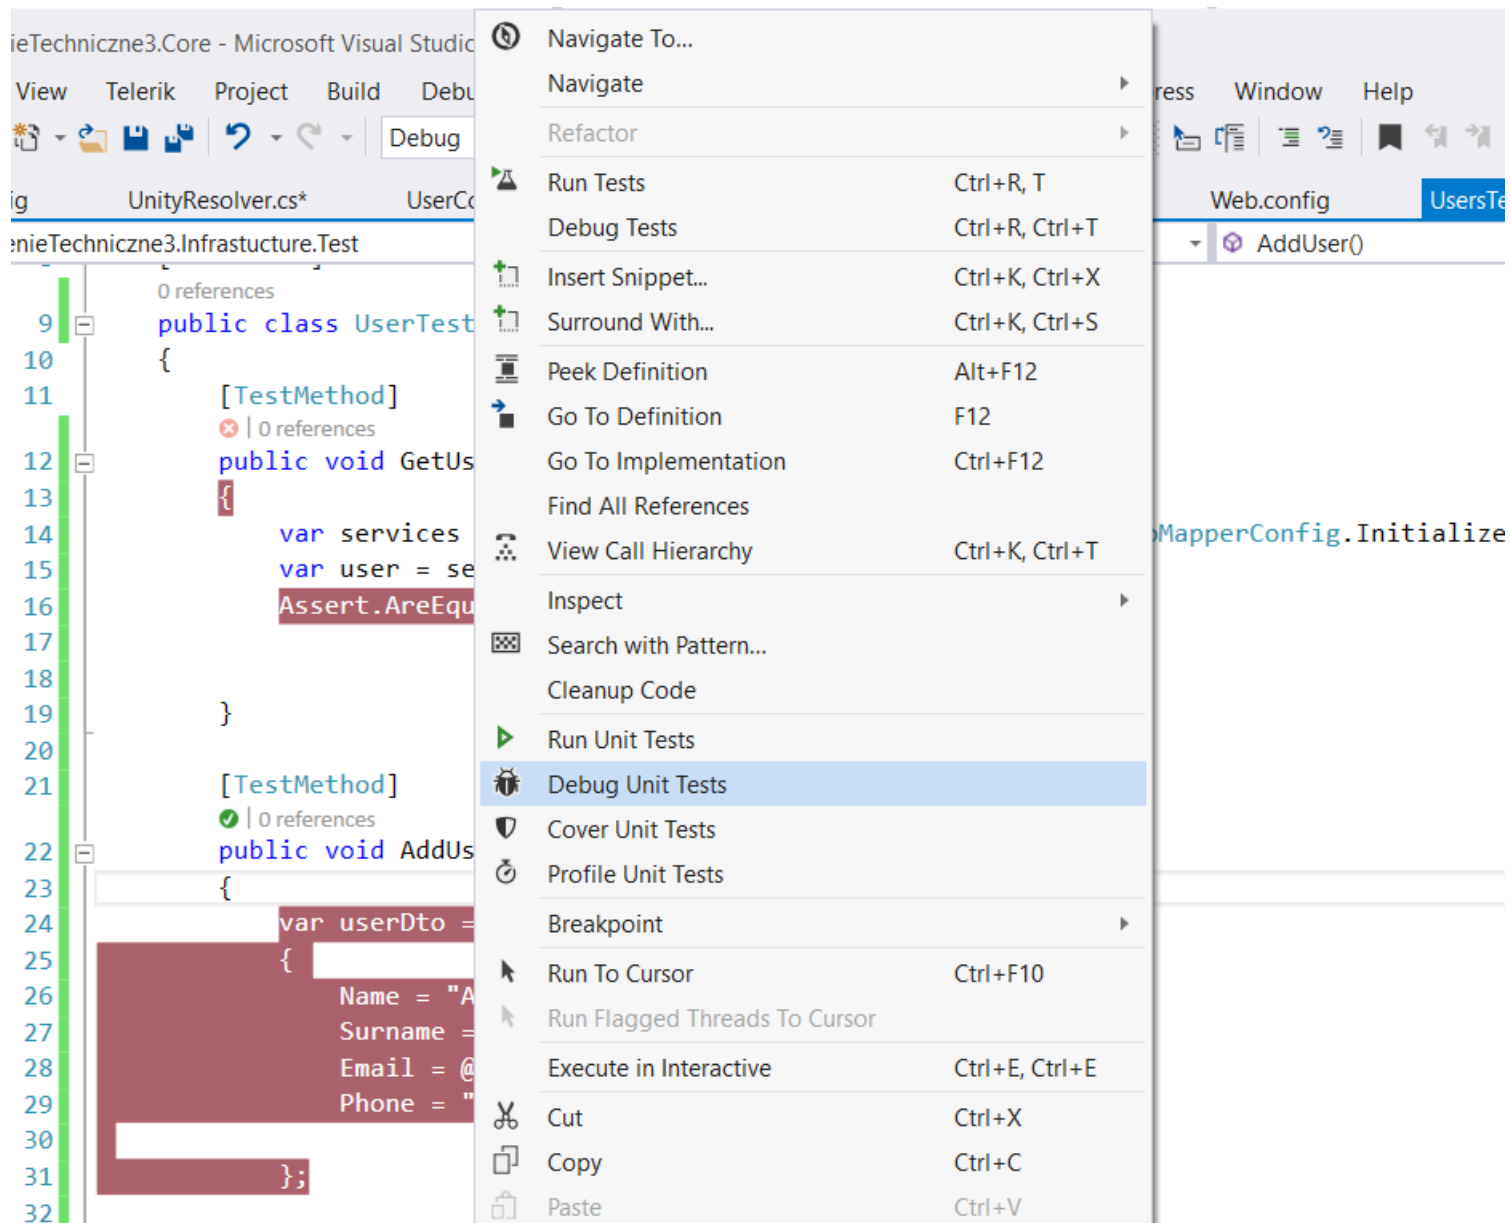 ieTechniczne3.Core - Microsoft Visual Studio
View Telerik Project Build Debu
ress Window Help
Debug
ig UnityResolver.cs* UserCo
Web.config UsersTe
enieTechniczne3.Infrastucture.Test
AddUser()
0 references
9 public class UserTest
10 {
11 [TestMethod]
0 references
12 public void GetUs
13 {
14 var services
oMapperConfig.Initialize
15 var user = se
16 Assert.AreEqu
17
18
19 }
20
21 [TestMethod]
0 references
22 public void AddUs
23 {
24 var userDto =
25 {
26 Name = "A
27 Surname =
28 Email = @
29 Phone = "
30
31 };
32
Navigate To...
Navigate
Refactor
Run Tests Ctrl+R, T
Debug Tests Ctrl+R, Ctrl+T
Insert Snippet... Ctrl+K, Ctrl+X
Surround With... Ctrl+K, Ctrl+S
Peek Definition Alt+F12
Go To Definition F12
Go To Implementation Ctrl+F12
Find All References
View Call Hierarchy Ctrl+K, Ctrl+T
Inspect
Search with Pattern...
Cleanup Code
Run Unit Tests
Debug Unit Tests
Cover Unit Tests
Profile Unit Tests
Breakpoint
Run To Cursor Ctrl+F10
Run Flagged Threads To Cursor
Execute in Interactive Ctrl+E, Ctrl+E
Cut Ctrl+X
Copy Ctrl+C
Paste Ctrl+V